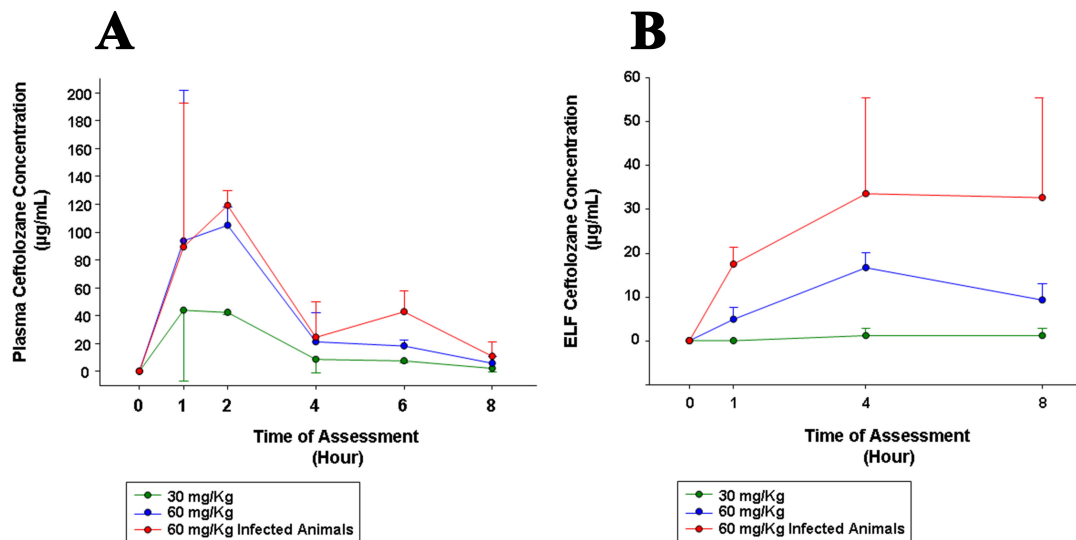 A
Plasma Ceftolozane Concentration
(µg/mL)
200
180
160
140
120
100
80
60
40
20
0
0 1 2 4 6 8
Time of Assessment
(Hour)
30 mg/Kg
60 mg/Kg
60 mg/Kg Infected Animals
B
ELF Ceftolozane Concentration
(µg/mL)
60
50
40
30
20
10
0
0 1 4 8
Time of Assessment
(Hour)
30 mg/Kg
60 mg/Kg
60 mg/Kg Infected Animals